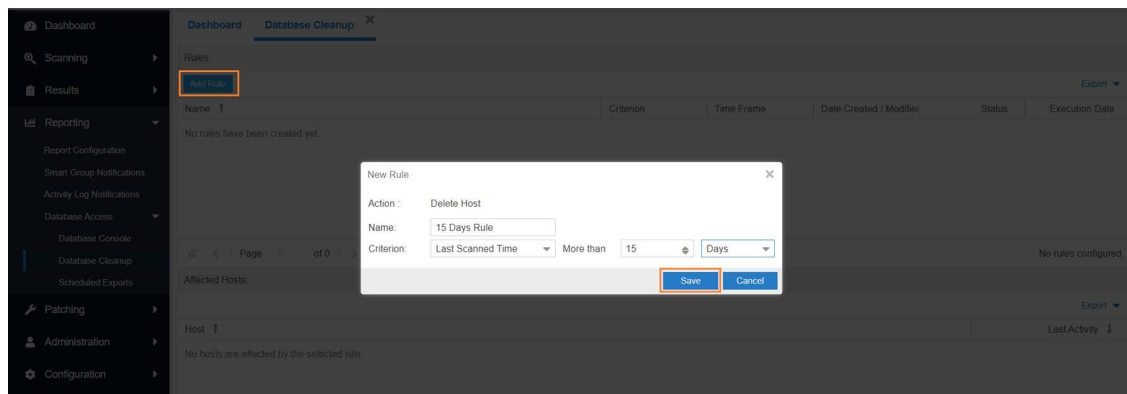 Dashboard
Scanning
Results
Reporting
Report Configuration
Smart Group Notifications
Activity Log Notifications
Database Access
Database Console
Database Cleanup
Scheduled Exports
Patching
Administration
Configuration
Dashboard Database Cleanup
Rules
Add Rule
Export
Name Criterion Time Frame Date Created / Modified Status Execution Date
No rules have been created yet.
New Rule
Action : Delete Host
Name: 15 Days Rule
Criterion: Last Scanned Time More than 15 Days
Save Cancel
Page of 0
No rules configured
Affected Hosts
Export
Host Last Activity
No hosts are effected by the selected rule.